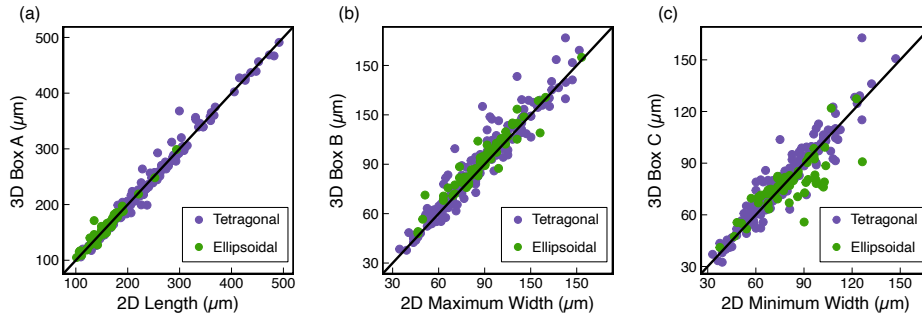 (a)
3D Box A (µm)
500
400
300
200
100
Tetragonal
Ellipsoidal
100 200 300 400 500
2D Length (µm)
(b)
3D Box B (µm)
150
150
90
60
30
Tetragonal
Ellipsoidal
30 60 90 150 150
2D Maximum Width (µm)
(c)
3D Box C (µm)
150
120
90
60
30
Tetragonal
Ellipsoidal
30 60 90 120 150
2D Minimum Width (µm)